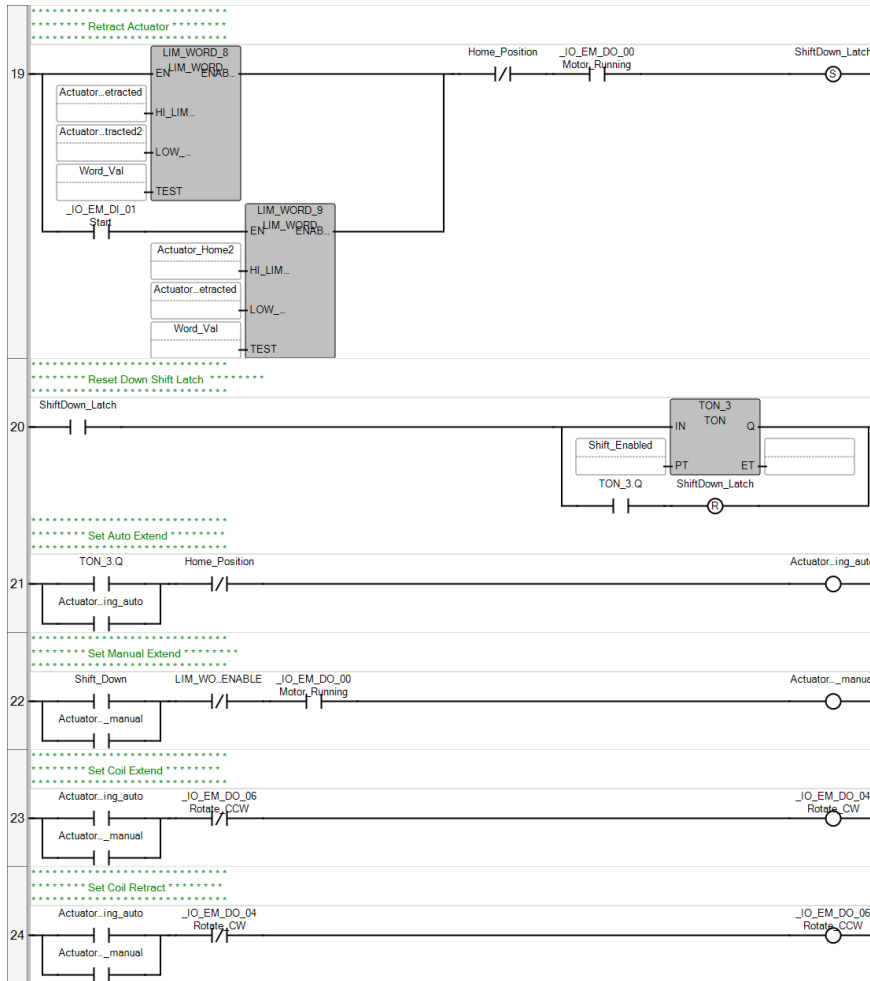 * * * * * * * * * * * * * * * * * * * * * * * * * * *
* * * * * * * * Retract Actuator * * * * * * * *
* * * * * * * * * * * * * * * * * * * * * * * * * * *
19
LIM_WORD_8
LIM_WORD
EN ENAB...
Actuator...etracted
HI_LIM...
Actuator...tracted2
LOW_...
Word_Val
TEST
Home_Position
_IO_EM_DO_00
Motor_Running
ShiftDown_Latch
S
_IO_EM_DI_01
Start
LIM_WORD_9
LIM_WORD
EN ENAB...
Actuator_Home2
HI_LIM...
Actuator...etracted
LOW_...
Word_Val
TEST
* * * * * * * * * * * * * * * * * * * * * * * * * * *
* * * * * * * * Reset Down Shift Latch * * * * * * * *
* * * * * * * * * * * * * * * * * * * * * * * * * * *
20
ShiftDown_Latch
TON_3
TON
IN Q
Shift_Enabled
PT ET
TON_3.Q
ShiftDown_Latch
R
* * * * * * * * * * * * * * * * * * * * * * * * * * *
* * * * * * * * Set Auto Extend * * * * * * * *
* * * * * * * * * * * * * * * * * * * * * * * * * * *
21
TON_3.Q
Home_Position
Actuator...ing_auto
Actuator...ing_auto
* * * * * * * * * * * * * * * * * * * * * * * * * * *
* * * * * * * * Set Manual Extend * * * * * * * *
* * * * * * * * * * * * * * * * * * * * * * * * * * *
22
Shift_Down
LIM_WO...ENABLE
_IO_EM_DO_00
Motor_Running
Actuator..._manual
Actuator..._manual
* * * * * * * * * * * * * * * * * * * * * * * * * * *
* * * * * * * * Set Coil Extend * * * * * * * *
* * * * * * * * * * * * * * * * * * * * * * * * * * *
23
Actuator...ing_auto
_IO_EM_DO_06
Rotate_CCW
_IO_EM_DO_04
Rotate_CW
Actuator..._manual
* * * * * * * * * * * * * * * * * * * * * * * * * * *
* * * * * * * * Set Coil Retract * * * * * * * *
* * * * * * * * * * * * * * * * * * * * * * * * * * *
24
Actuator...ing_auto
_IO_EM_DO_04
Rotate_CW
_IO_EM_DO_06
Rotate_CCW
Actuator..._manual